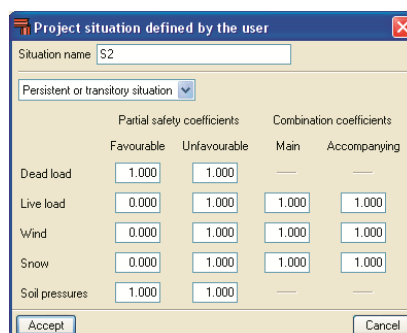 Project situation defined by the user
Situation name S2
Persistent or transitory situation
Partial safety coefficients Combination coefficients
Favourable Unfavourable Main Accompanying
Dead load 1.000 1.000 — —
Live load 0.000 1.000 1.000 1.000
Wind 0.000 1.000 1.000 1.000
Snow 0.000 1.000 1.000 1.000
Soil pressures 1.000 1.000 — —
Accept Cancel